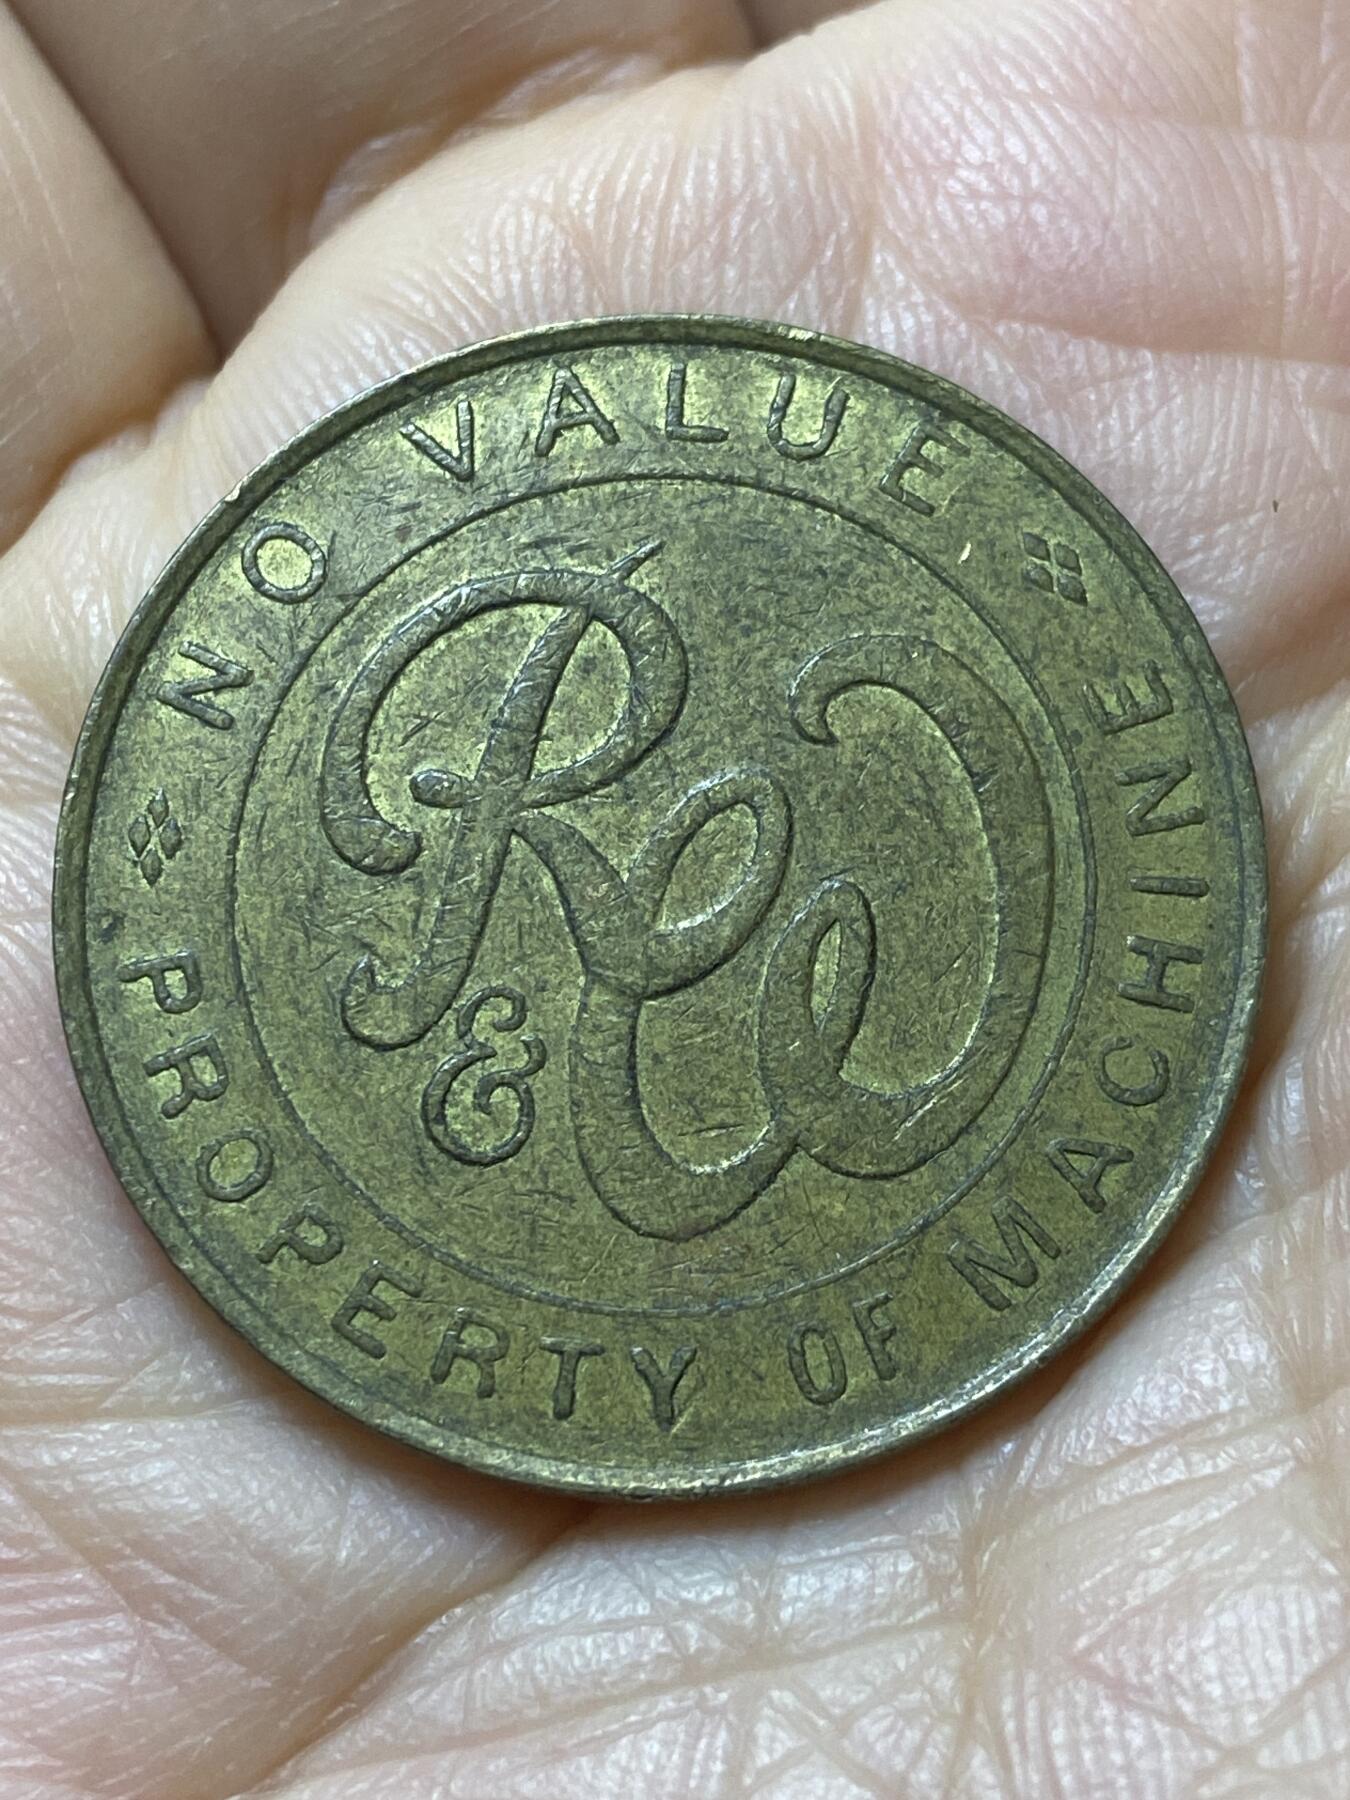 NO VALUE
R & W
PROPERTY OF MACHINE